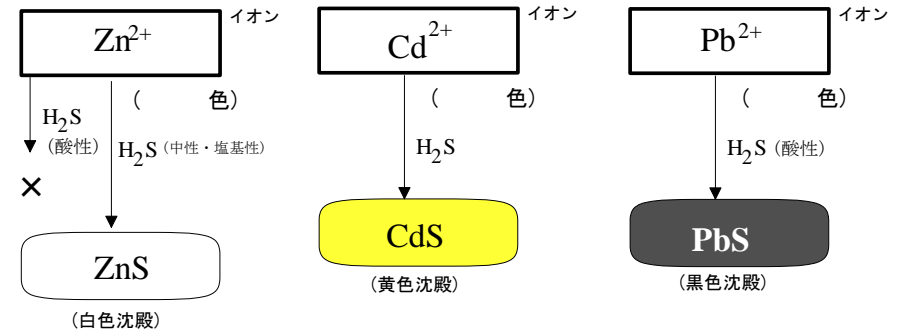 イオン
Zn2+
(　　　色)
H2S
(酸性)
×
H2S (中性・塩基性)
ZnS
(白色沈殿)
イオン
Cd2+
(　　　色)
H2S
CdS
(黄色沈殿)
イオン
Pb2+
(　　　色)
H2S (酸性)
PbS
(黒色沈殿)